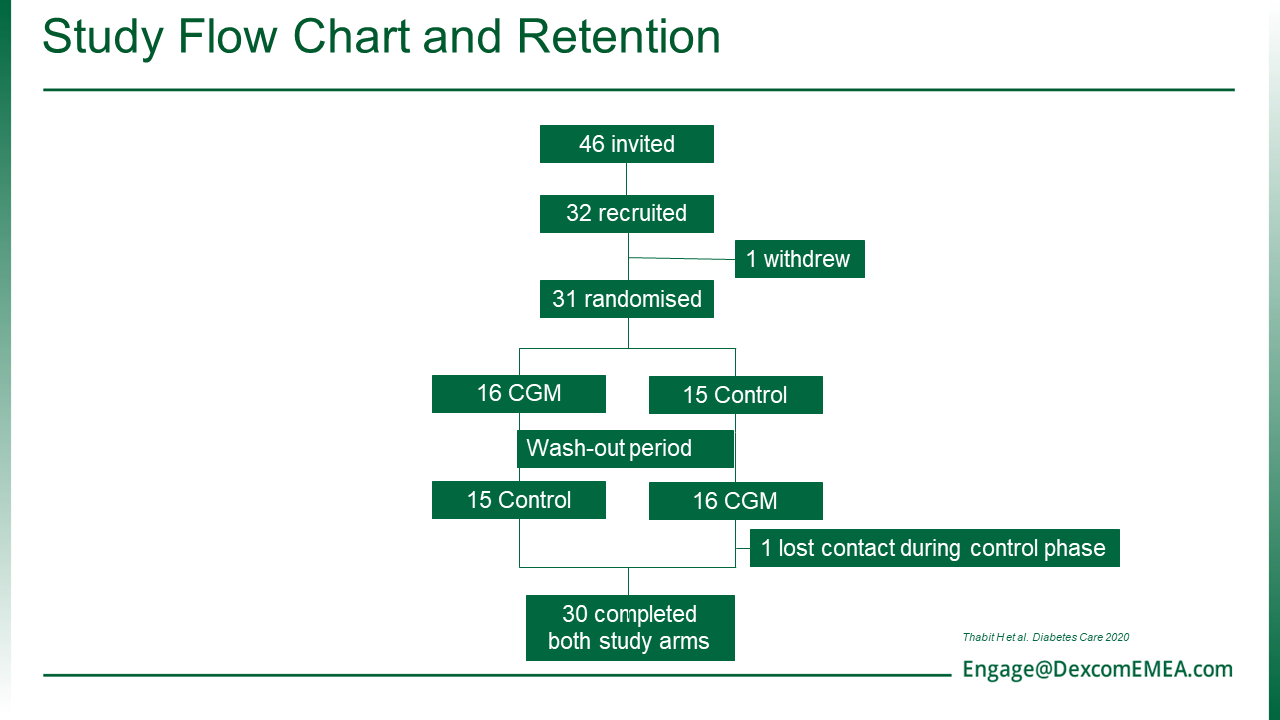 Study Flow Chart and Retention
46 invited
32 recruited
1 withdrew
31 randomised
16 CGM
15 Control
Wash-out period
15 Control
16 CGM
1 lost contact during control phase
30 completed
both study arms
Thabit H et al. Diabetes Care 2020
Engage@DexcomEMEA.com